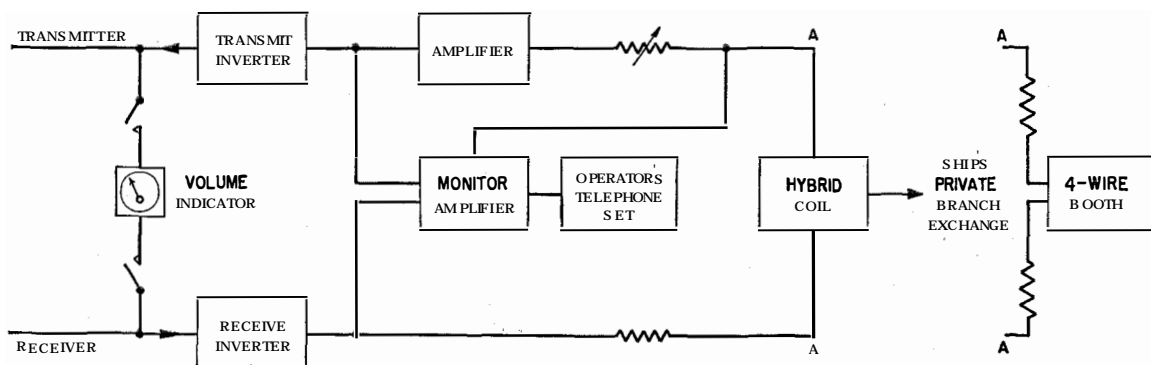 TRANSMITTER
TRANSMIT
INVERTER
AMPLIFIER
A
A
VOLUME
INDICATOR
MONITOR
AMPLIFIER
OPERATORS
TELEPHONE
SET
HYBRID
COIL
SHIPS
PRIVATE
BRANCH
EXCHANGE
4-WIRE
BOOTH
RECEIVER
RECEIVE
INVERTER
A
A